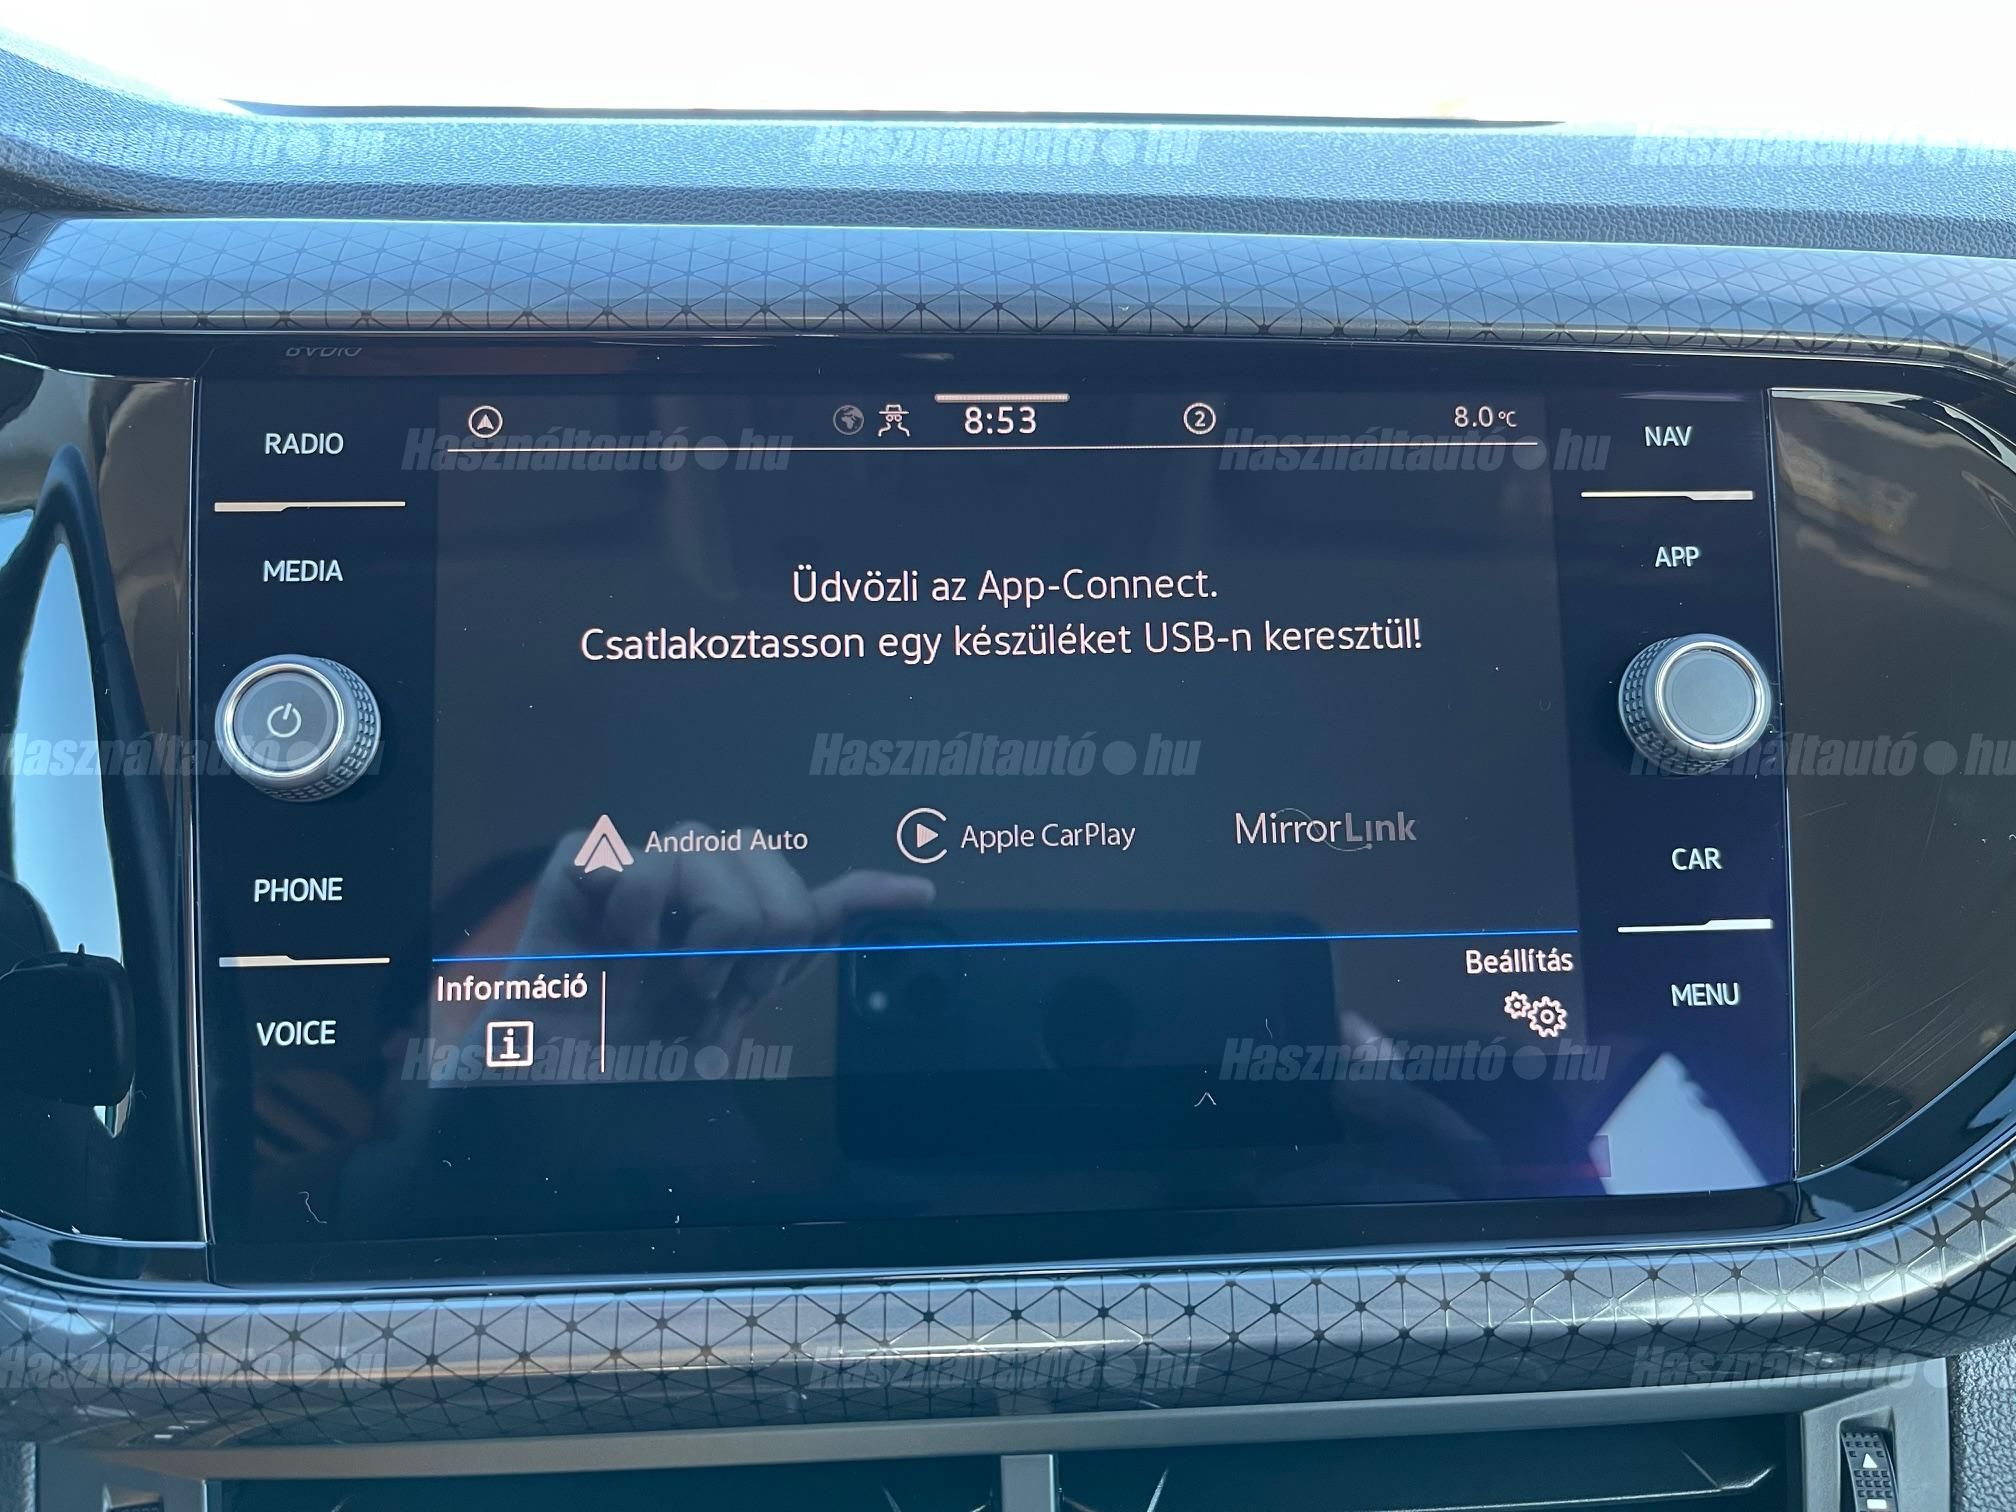 Használtautó.hu
RADIO
MEDIA
PHONE
VOICE
8:53
2
8.0 °C
Üdvözli az App-Connect.
Csatlakoztasson egy készüléket USB-n keresztül!
Android Auto
Apple CarPlay
MirrorLink
Információ
i
Beállítás
NAV
APP
CAR
MENU